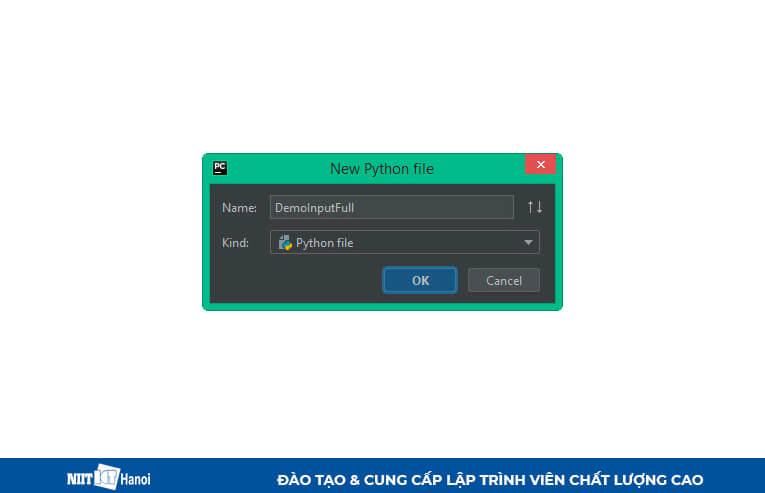 PC
New Python file
Name: DemoInputFull
Kind: Python file
OK Cancel
NIIT ICT Hanoi ĐÀO TẠO & CUNG CẤP LẬP TRÌNH VIÊN CHẤT LƯỢNG CAO